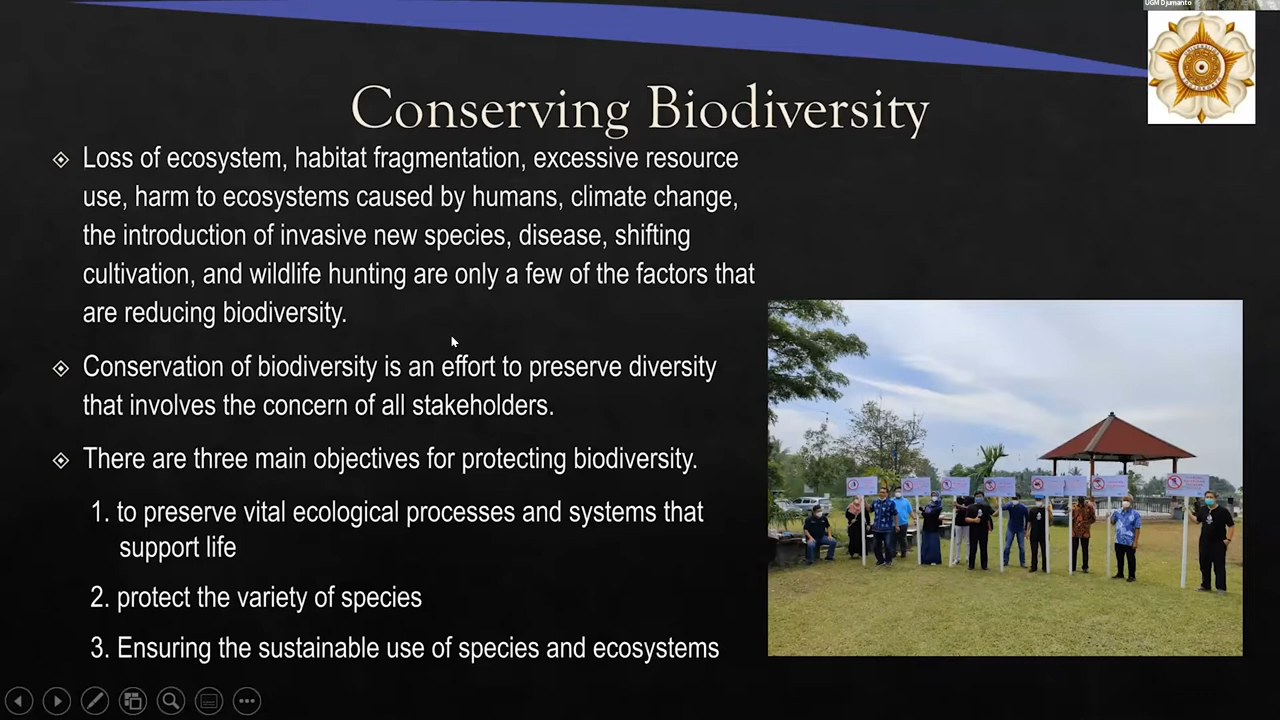 UGM Djumanto
Conserving Biodiversity
Loss of ecosystem, habitat fragmentation, excessive resource
use, harm to ecosystems caused by humans, climate change,
the introduction of invasive new species, disease, shifting
cultivation, and wildlife hunting are only a few of the factors that
are reducing biodiversity.
Conservation of biodiversity is an effort to preserve diversity
that involves the concern of all stakeholders.
There are three main objectives for protecting biodiversity.
1. to preserve vital ecological processes and systems that
support life
2. protect the variety of species
3. Ensuring the sustainable use of species and ecosystems